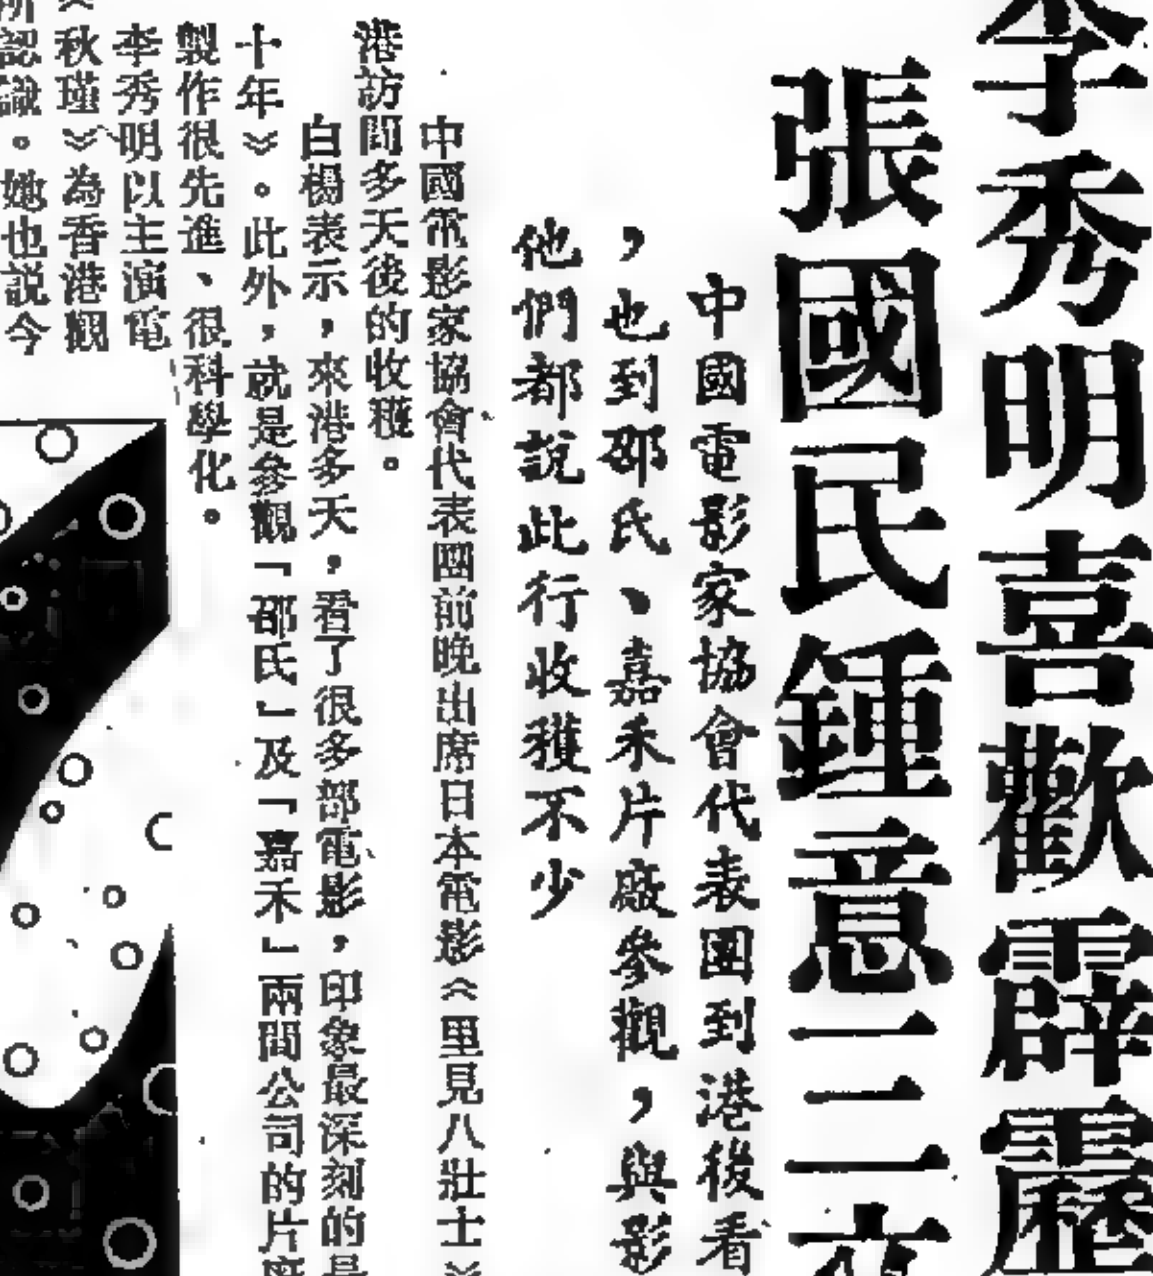 李秀明喜歡霹靂
張國民鍾意三
中國電影家協會代表團到港後看
，也到邵氏、嘉禾片廠參觀，與影
他們都說此行收穫不少
中國電影家協會代表團前晚出席日本電影《里見八壯士》
港訪問多天後的收穫。
白楊表示，來港多天，看了很多部電影，印象最深刻的是
十年》。此外，就是參觀「邵氏」及「嘉禾」兩間公司的片廠
製作很先進、很科學化。
李秀明以主演電
《秋瑾》為香港觀
所認識。她也説今